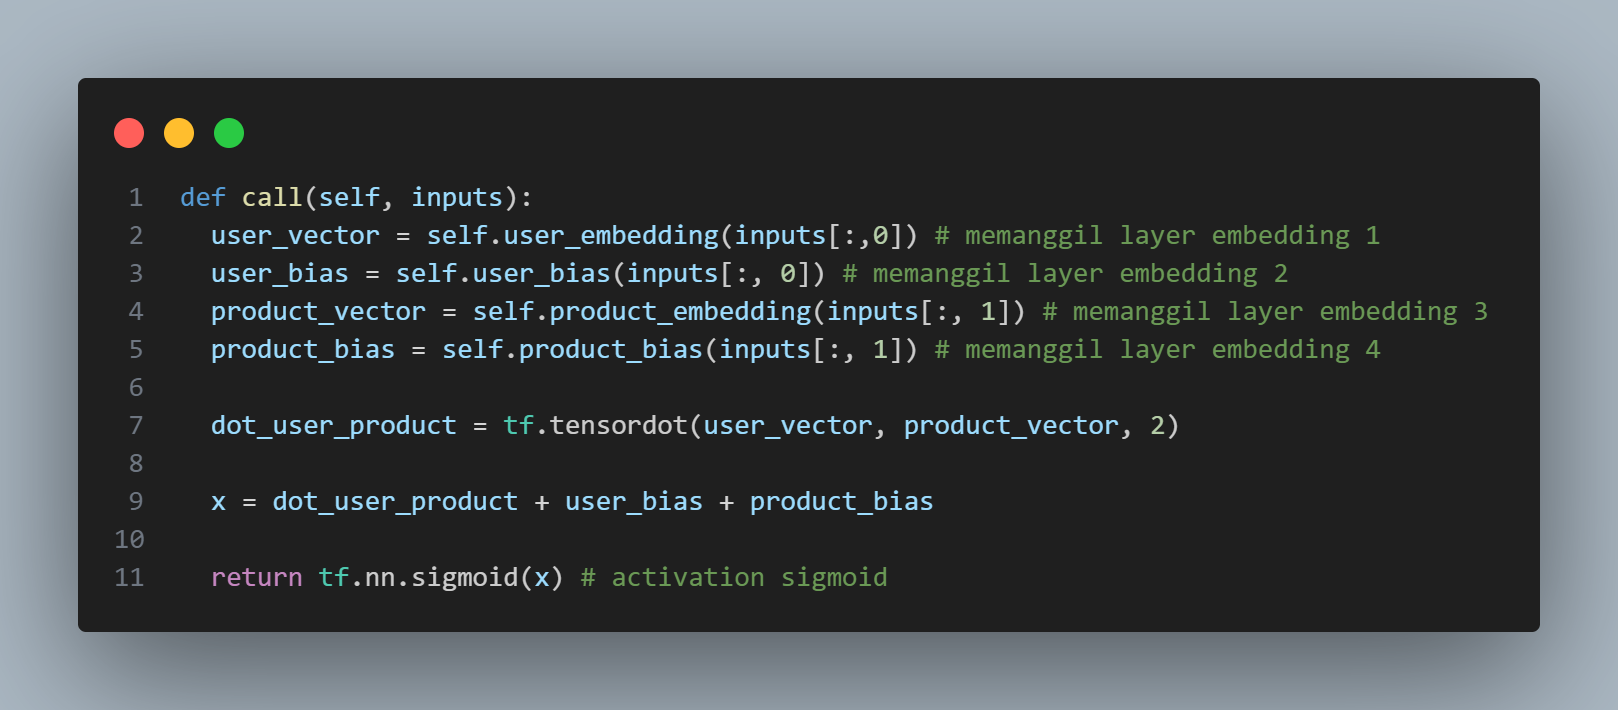 1 def call(self, inputs):
2 user_vector = self.user_embedding(inputs[:,0]) # memanggil layer embedding 1
3 user_bias = self.user_bias(inputs[:, 0]) # memanggil layer embedding 2
4 product_vector = self.product_embedding(inputs[:, 1]) # memanggil layer embedding 3
5 product_bias = self.product_bias(inputs[:, 1]) # memanggil layer embedding 4
6
7 dot_user_product = tf.tensordot(user_vector, product_vector, 2)
8
9 x = dot_user_product + user_bias + product_bias
10
11 return tf.nn.sigmoid(x) # activation sigmoid